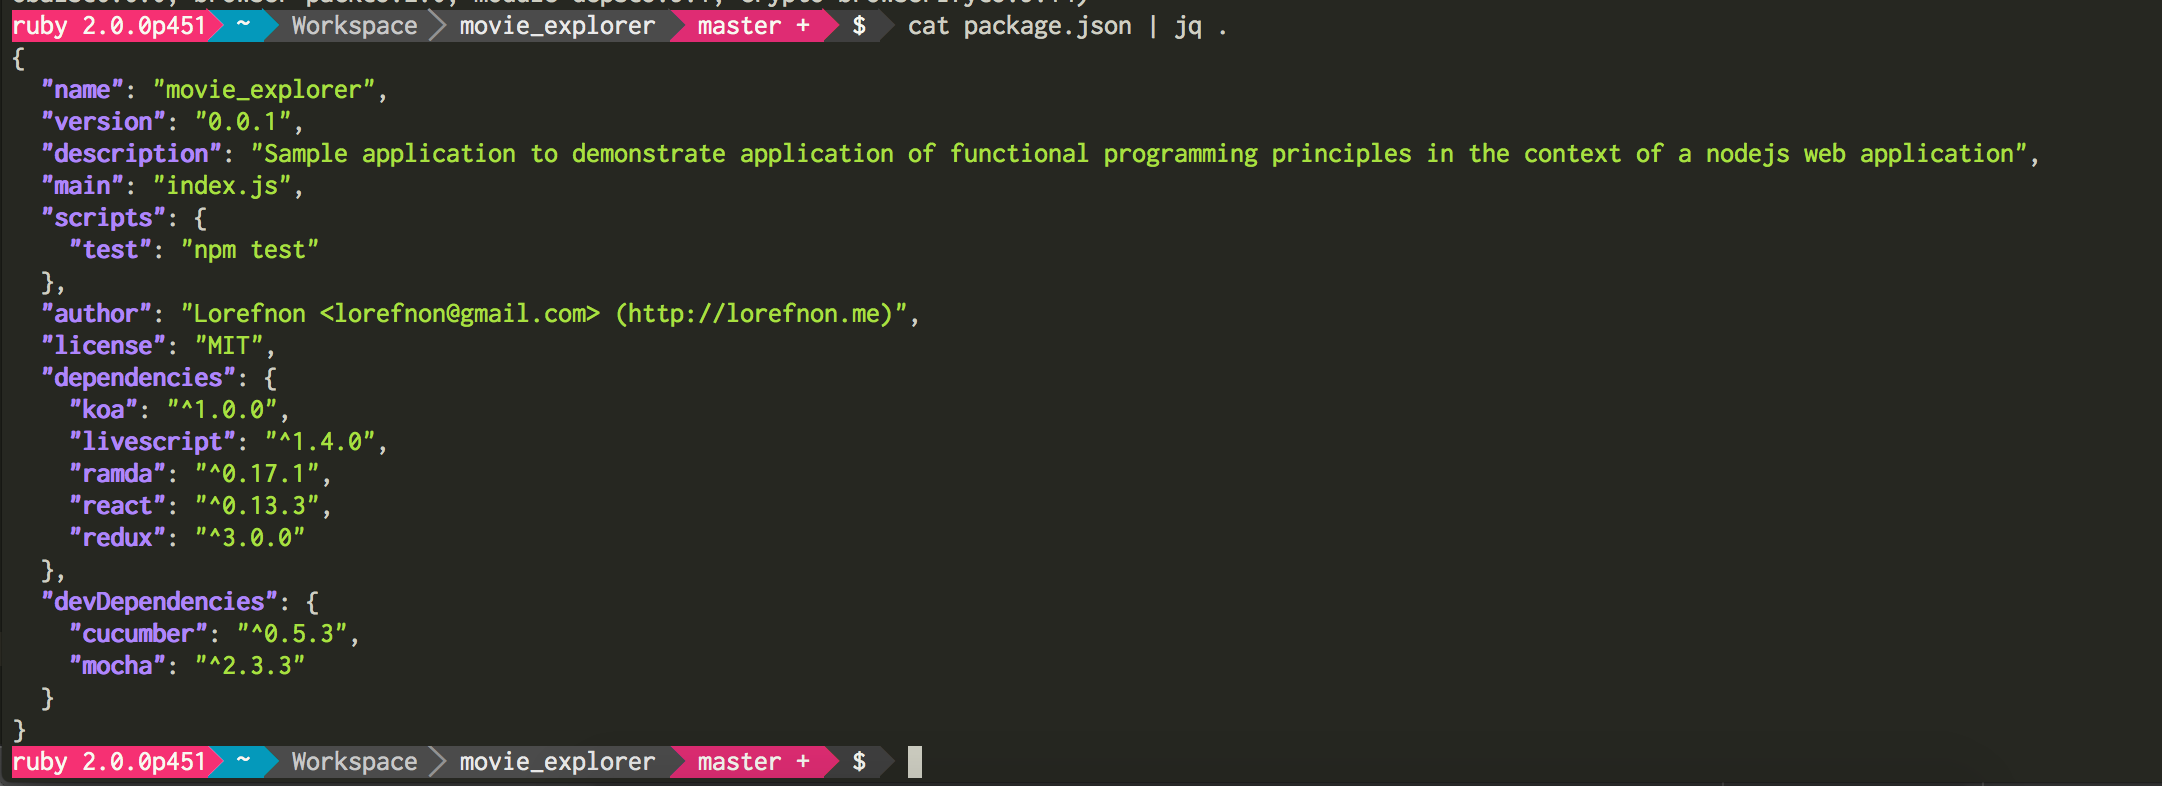 ruby 2.0.0p451 ~ Workspace movie_explorer master + $ cat package.json | jq .
{
  "name": "movie_explorer",
  "version": "0.0.1",
  "description": "Sample application to demonstrate application of functional programming principles in the context of a nodejs web application",
  "main": "index.js",
  "scripts": {
    "test": "npm test"
  },
  "author": "Lorefnon <lorefnon@gmail.com> (http://lorefnon.me)",
  "license": "MIT",
  "dependencies": {
    "koa": "^1.0.0",
    "livescript": "^1.4.0",
    "ramda": "^0.17.1",
    "react": "^0.13.3",
    "redux": "^3.0.0"
  },
  "devDependencies": {
    "cucumber": "^0.5.3",
    "mocha": "^2.3.3"
  }
}
ruby 2.0.0p451 ~ Workspace movie_explorer master + $